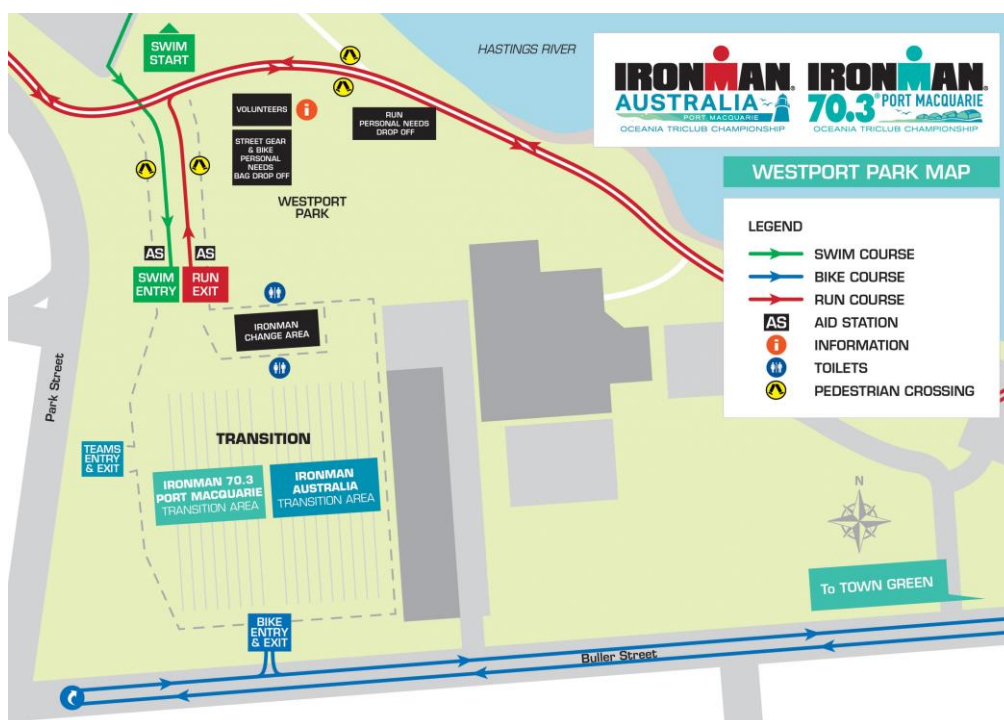 SWIM
START
HASTINGS RIVER
IRONMAN
AUSTRALIA
PORT MACQUARIE
OCEANIA TRICLUB CHAMPIONSHIP
IRONMAN
70.3 PORT MACQUARIE
OCEANIA TRICLUB CHAMPIONSHIP
VOLUNTEERS
i
STREET GEAR
& BIKE
PERSONAL
NEEDS
BAG DROP OFF
RUN
PERSONAL NEEDS
DROP OFF
WESTPORT
PARK
WESTPORT PARK MAP
LEGEND
SWIM COURSE
BIKE COURSE
RUN COURSE
AS AID STATION
i INFORMATION
TOILETS
PEDESTRIAN CROSSING
AS
AS
SWIM
ENTRY
RUN
EXIT
IRONMAN
CHANGE AREA
Park Street
TRANSITION
TEAMS
ENTRY
& EXIT
IRONMAN 70.3
PORT MACQUARIE
TRANSITION AREA
IRONMAN
AUSTRALIA
TRANSITION AREA
N
To TOWN GREEN
BIKE
ENTRY
& EXIT
Buller Street